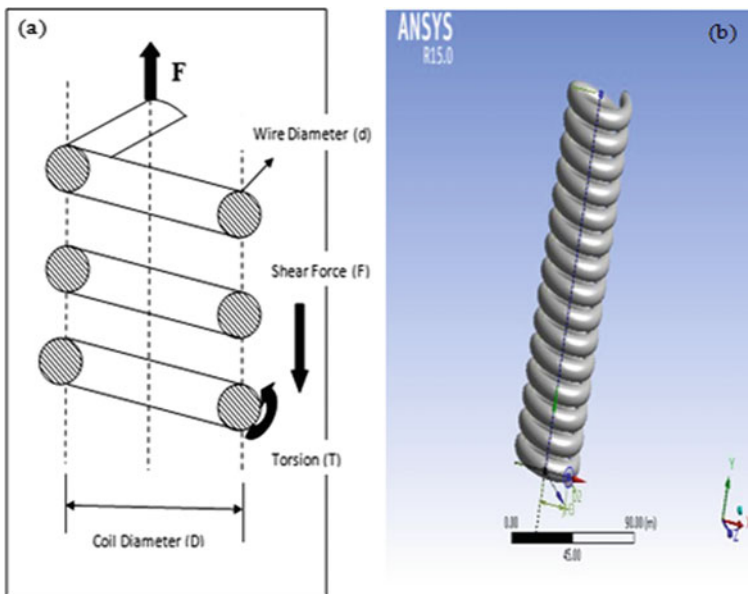 (a)
F
Wire Diameter (d)
Shear Force (F)
Torsion (T)
Coil Diameter (D)
ANSYS
R15.0
(b)
0.00
90.00 (m)
45.00
Y